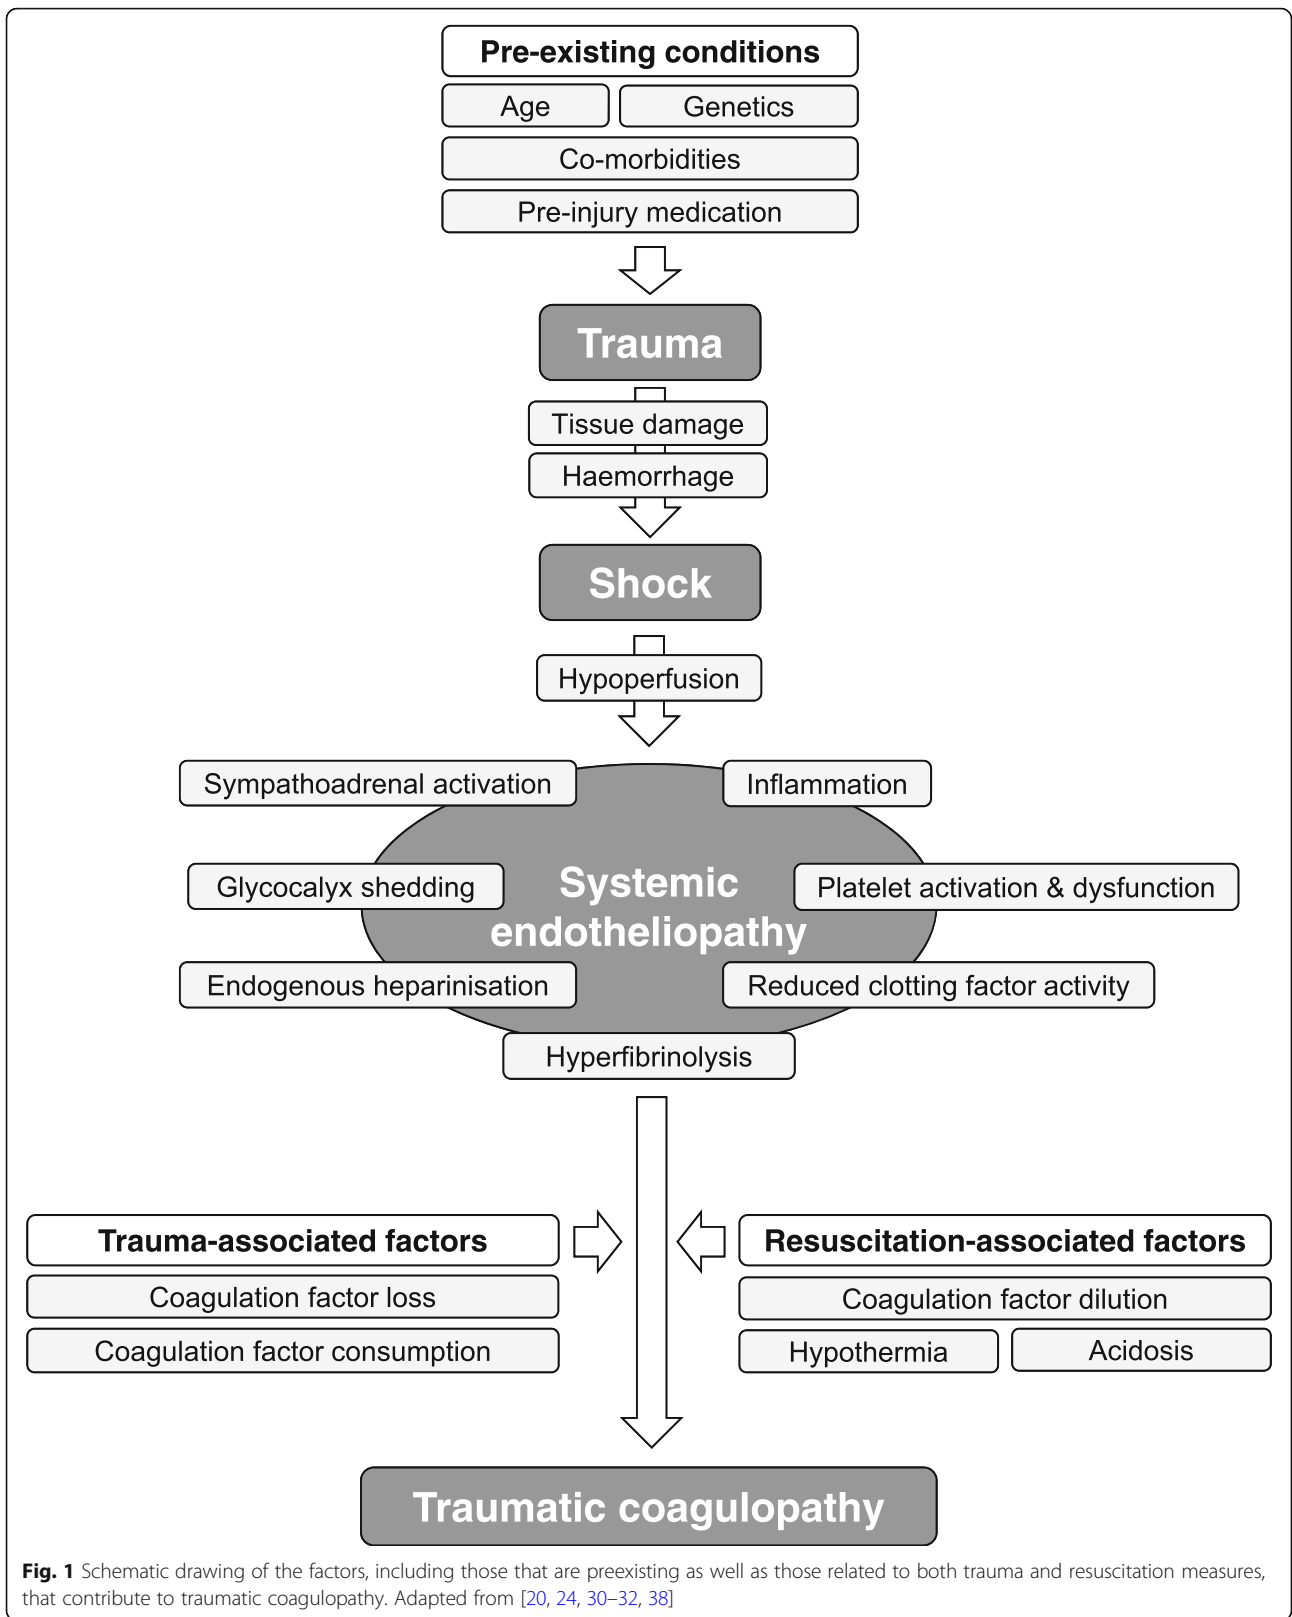 Pre-existing conditions
Age
Genetics
Co-morbidities
Pre-injury medication
Trauma
Tissue damage
Haemorrhage
Shock
Hypoperfusion
Sympathoadrenal activation
Inflammation
Glycocalyx shedding
Systemic
endotheliopathy
Platelet activation & dysfunction
Endogenous heparinisation
Reduced clotting factor activity
Hyperfibrinolysis
Trauma-associated factors
Coagulation factor loss
Coagulation factor consumption
Resuscitation-associated factors
Coagulation factor dilution
Hypothermia
Acidosis
Traumatic coagulopathy
Fig. 1 Schematic drawing of the factors, including those that are preexisting as well as those related to both trauma and resuscitation measures,
that contribute to traumatic coagulopathy. Adapted from [20, 24, 30–32, 38]